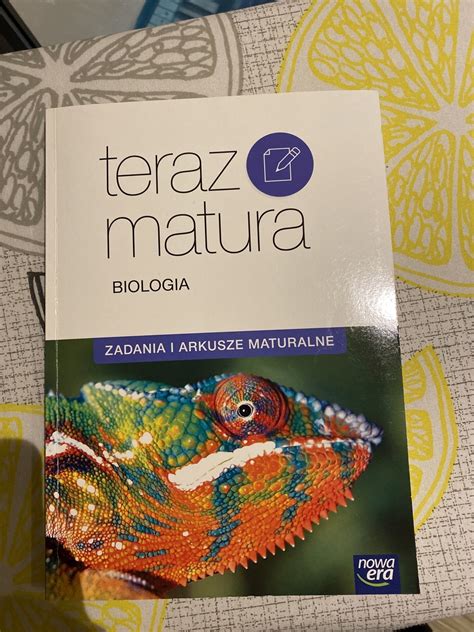 teraz
matura
BIOLOGIA
ZADANIA I ARKUSZE MATURALNE
nowa
era